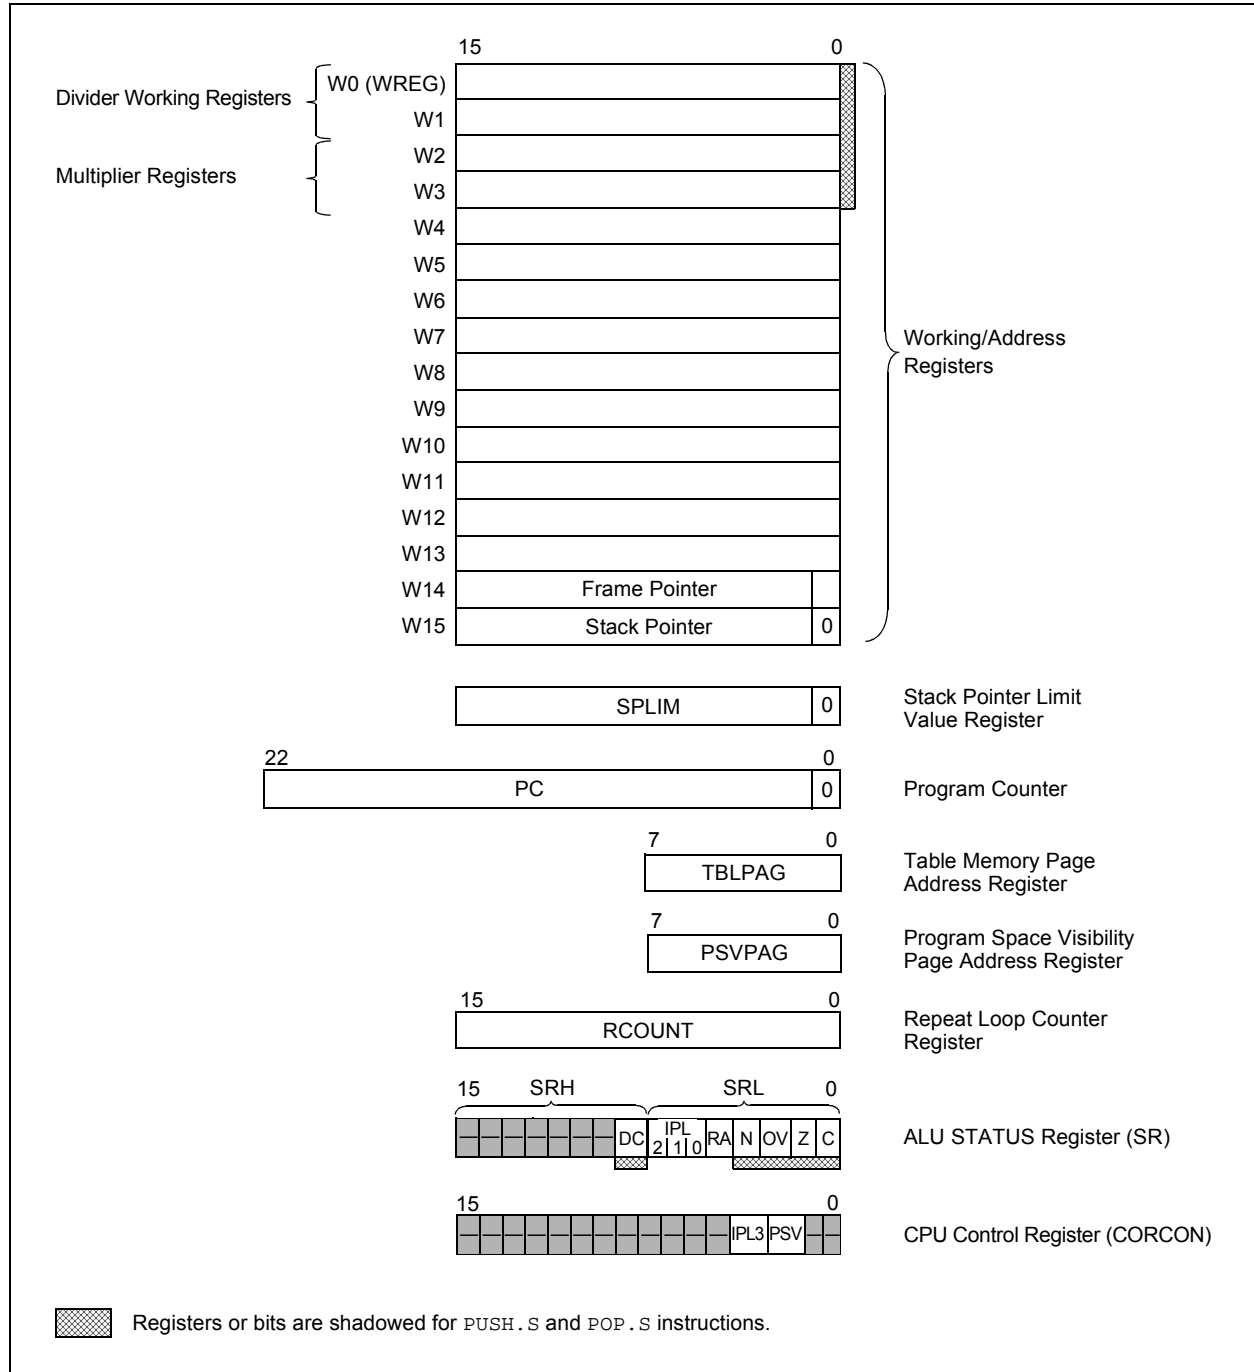 15 0
W0 (WREG)
Divider Working Registers
W1
W2
Multiplier Registers
W3
W4
W5
W6
W7
Working/Address
Registers
W8
W9
W10
W11
W12
W13
W14 Frame Pointer
W15 Stack Pointer 0
SPLIM 0
Stack Pointer Limit
Value Register
22 0
PC 0 Program Counter
7 0
TBLPAG
Table Memory Page
Address Register
7 0
PSVPAG
Program Space Visibility
Page Address Register
15 0
RCOUNT
Repeat Loop Counter
Register
15 SRH SRL 0
— — — — — — — DC IPL 2 1 0 RA N OV Z C ALU STATUS Register (SR)
15 0
— — — — — — — — — — — — IPL3 PSV — — CPU Control Register (CORCON)
Registers or bits are shadowed for PUSH.S and POP.S instructions.